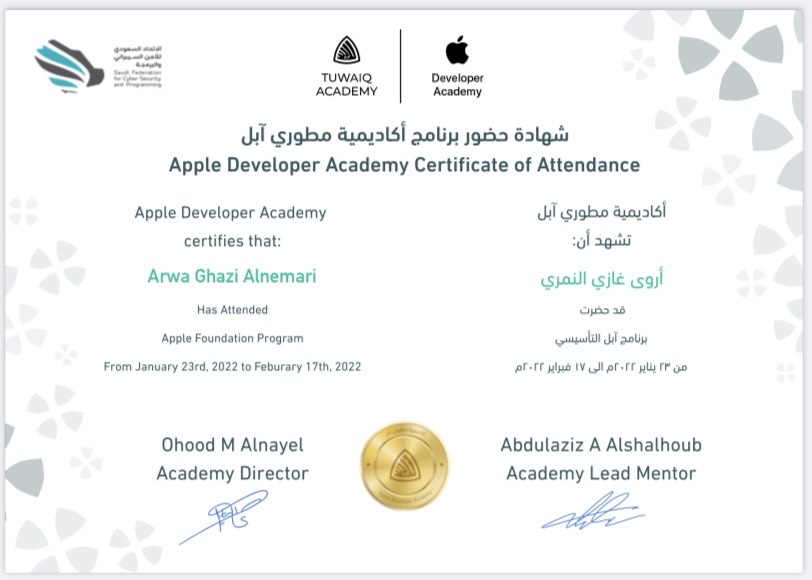 الاتحاد السعودي
للأمن السيبراني
والبرمجة
Saudi Federation
for Cyber Security
and Programming
TUWAIQ
ACADEMY
Developer
Academy
شهادة حضور برنامج أكاديمية مطوري آبل
Apple Developer Academy Certificate of Attendance
Apple Developer Academy
certifies that:
Arwa Ghazi Alnemari
Has Attended
Apple Foundation Program
From January 23rd, 2022 to Feburary 17th, 2022
أكاديمية مطوري آبل
تشهد أن:
أروى غازي النمري
قد حضرت
برنامج آبل التأسيسي
من ٢٣ يناير ٢٠٢٢م الى ١٧ فبراير ٢٠٢٢م
Ohood M Alnayel
Academy Director
Abdulaziz A Alshalhoub
Academy Lead Mentor